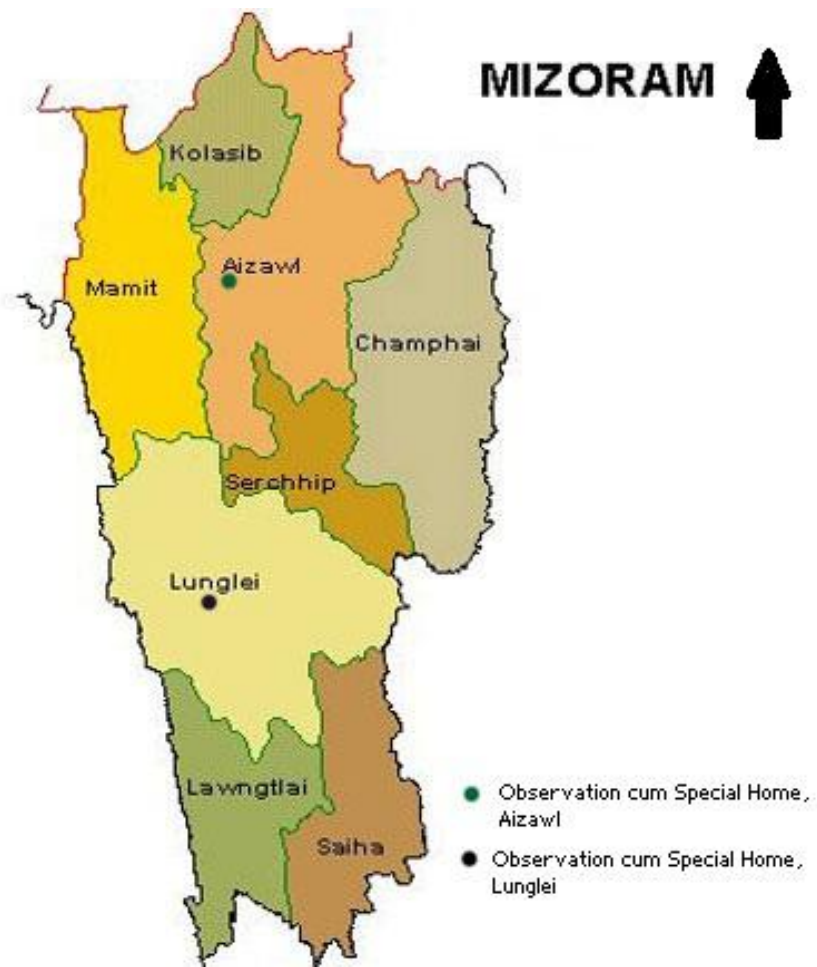 MIZORAM
Kolasib
Aizawl
Mamit
Champhai
Serchhip
Lunglei
Lawngtlai
Saiha
Observation cum Special Home,
Aizawl
Observation cum Special Home,
Lunglei